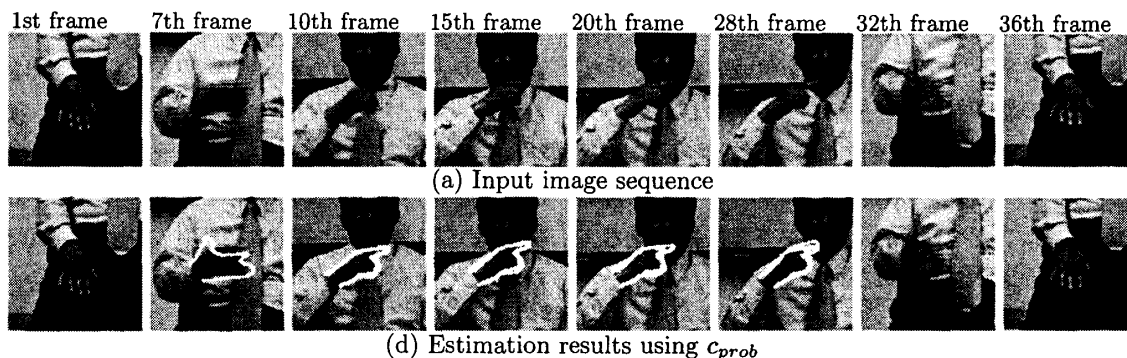 1st frame 7th frame 10th frame 15th frame 20th frame 28th frame 32th frame 36th frame
(a) Input image sequence
(d) Estimation results using c_prob